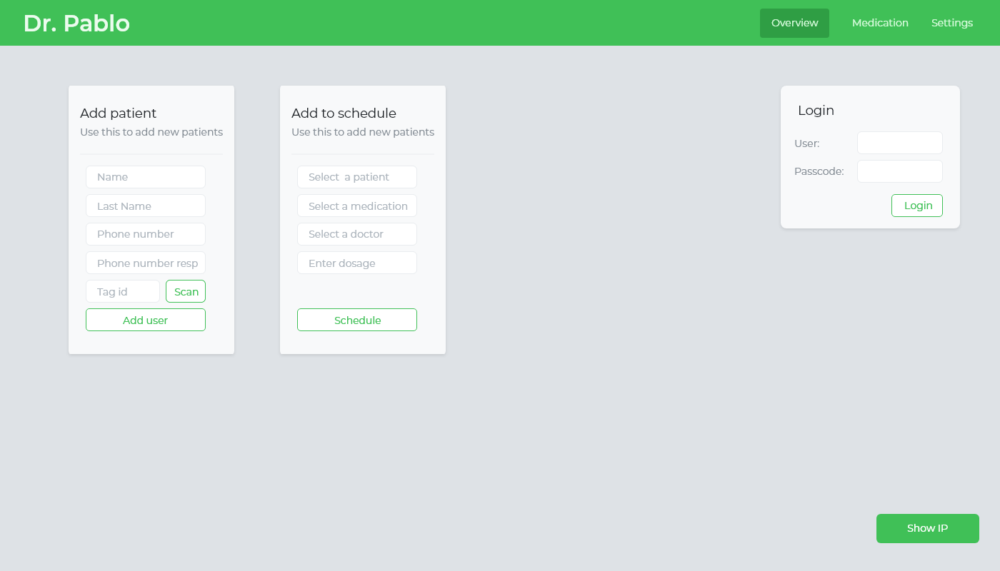 Dr. Pablo
Overview
Medication
Settings
Add patient
Use this to add new patients
Name
Last Name
Phone number
Phone number resp
Tag id
Scan
Add user
Add to schedule
Use this to add new patients
Select a patient
Select a medication
Select a doctor
Enter dosage
Schedule
Login
User:
Passcode:
Login
Show IP